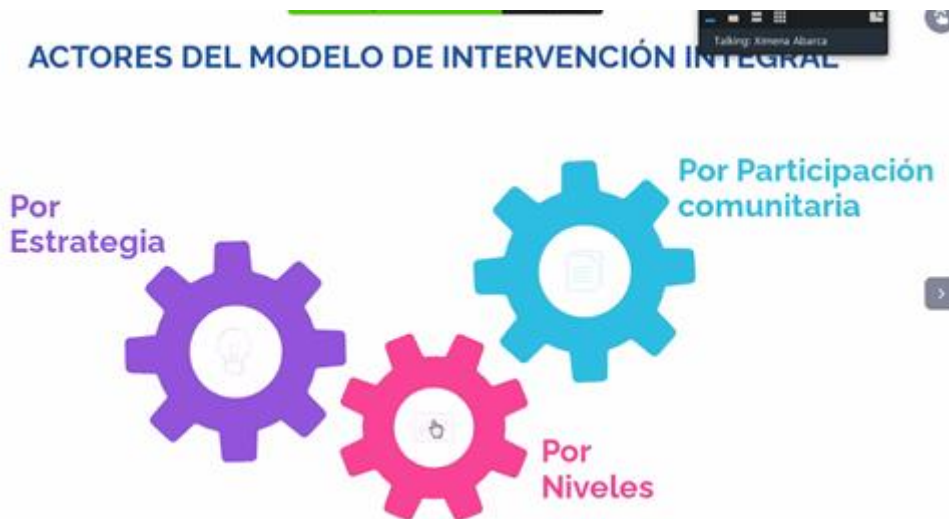 Talking: Ximena Abarca
ACTORES DEL MODELO DE INTERVENCIÓN INTEGRAL
Por Participación
comunitaria
Por
Estrategia
Por
Niveles